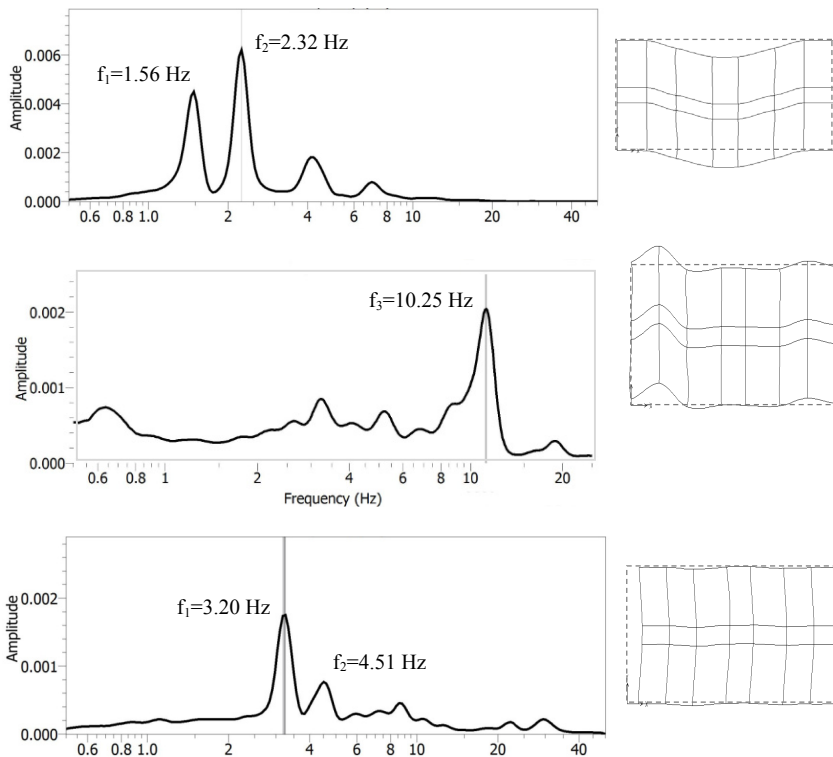 f₂=2.32 Hz
f₁=1.56 Hz
Amplitude
0.006
0.004
0.002
0.000
0.6 0.8 1.0 2 4 6 8 10 20 40
f₃=10.25 Hz
Amplitude
0.002
0.001
0.000
0.6 0.8 1 2 4 6 8 10 20
Frequency (Hz)
f₁=3.20 Hz
f₂=4.51 Hz
Amplitude
0.002
0.001
0.000
0.6 0.8 1.0 2 4 6 8 10 20 40